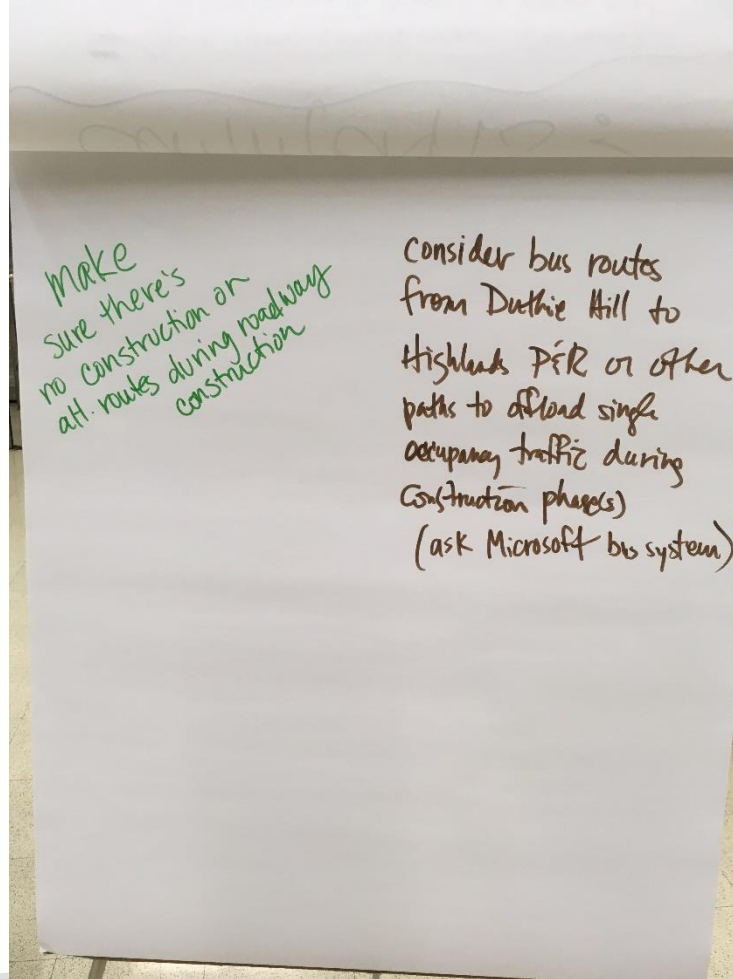 Make
sure there's
no construction on
alt. routes during roadway
construction
Consider bus routes
from Duthie Hill to
Highlands P&R or other
paths to offload single
occupancy traffic during
Construction phase(s)
(ask Microsoft bus system)